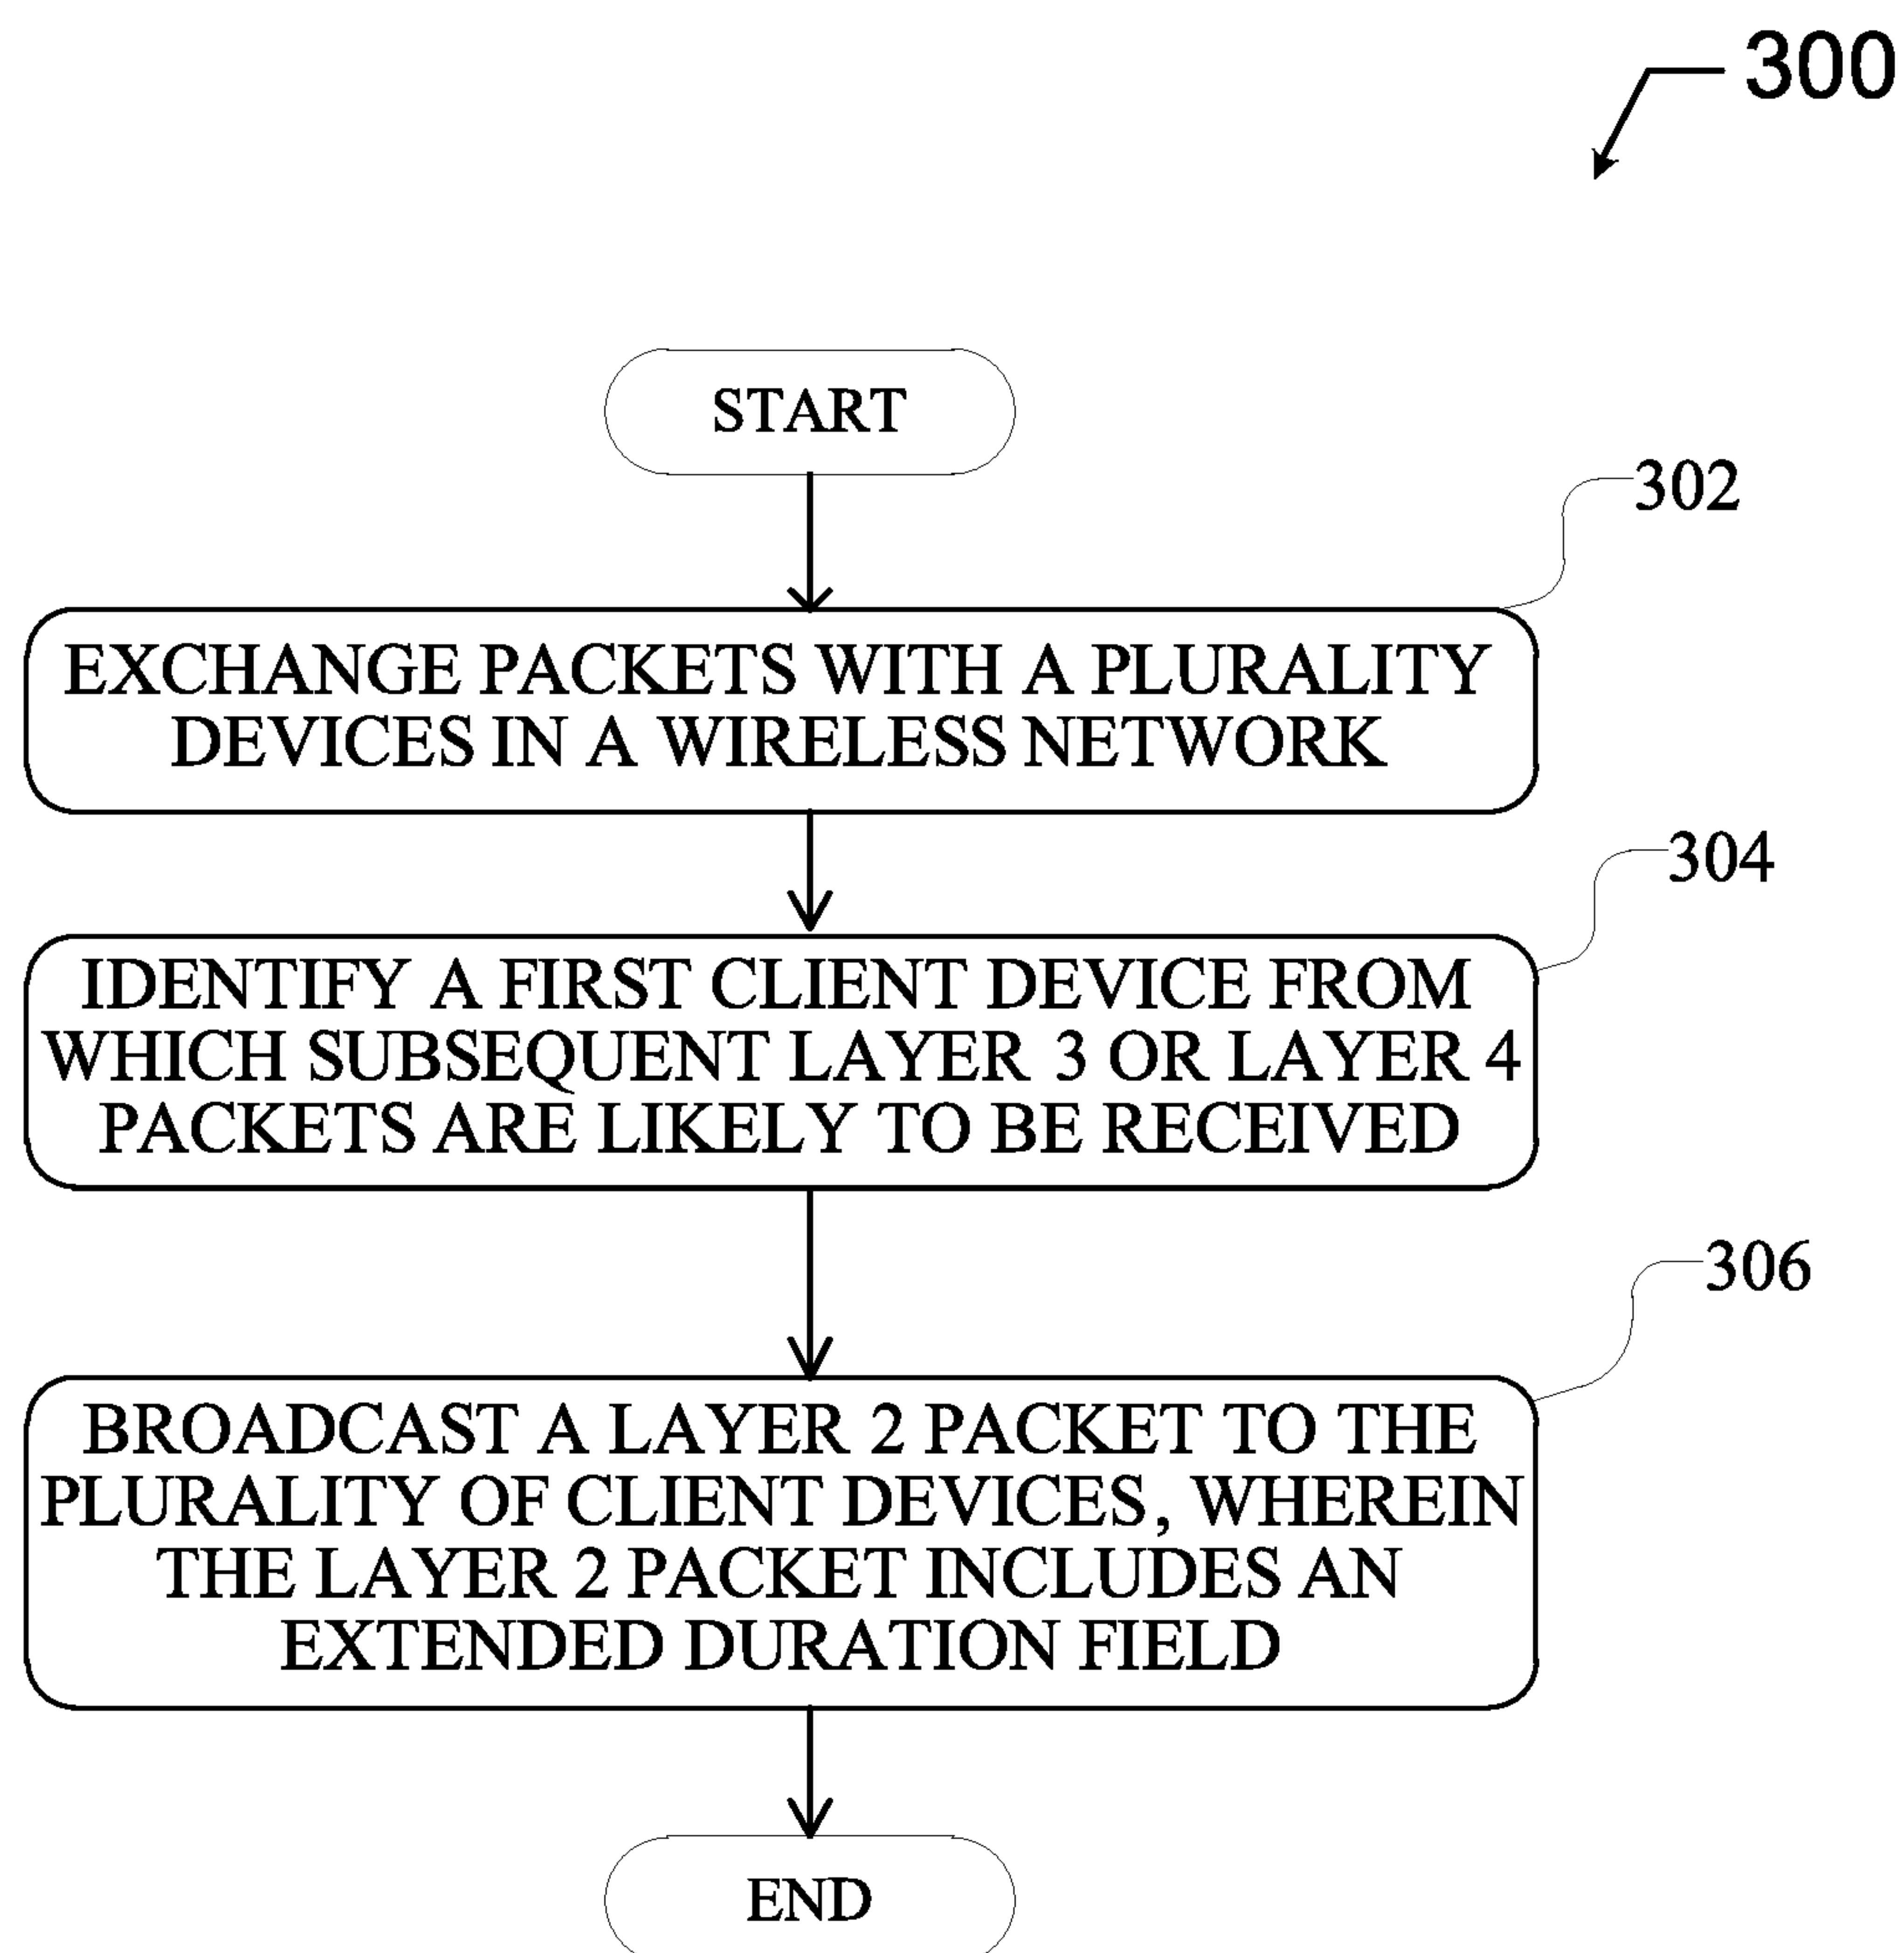 300
START
302
EXCHANGE PACKETS WITH A PLURALITY
DEVICES IN A WIRELESS NETWORK
304
IDENTIFY A FIRST CLIENT DEVICE FROM
WHICH SUBSEQUENT LAYER 3 OR LAYER 4
PACKETS ARE LIKELY TO BE RECEIVED
306
BROADCAST A LAYER 2 PACKET TO THE
PLURALITY OF CLIENT DEVICES, WHEREIN
THE LAYER 2 PACKET INCLUDES AN
EXTENDED DURATION FIELD
END